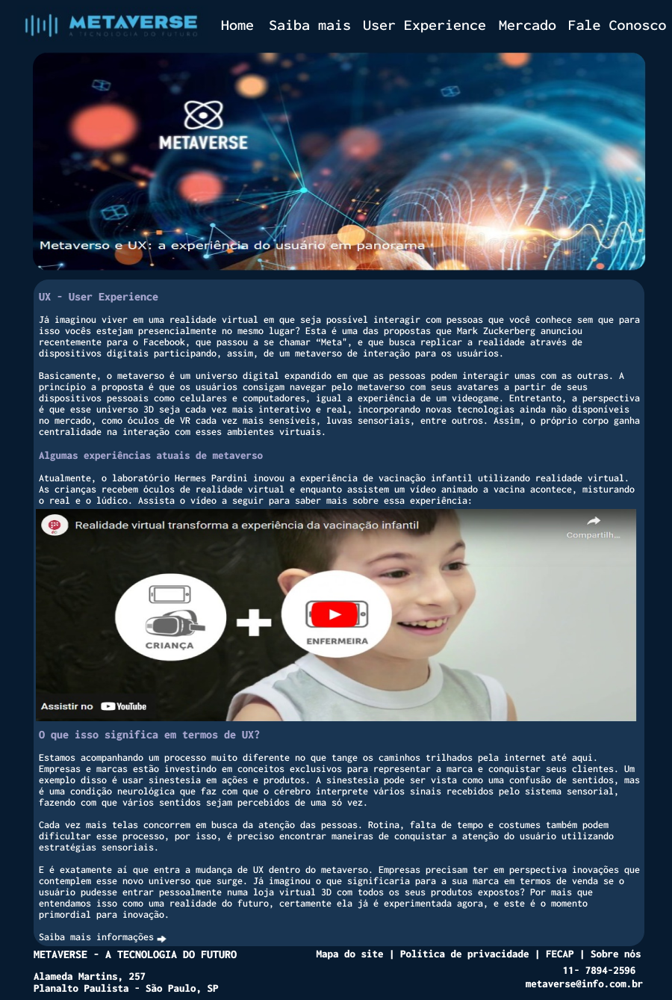 METAVERSE
A TECNOLOGIA DO FUTURO
Home Saiba mais User Experience Mercado Fale Conosco
METAVERSE
Metaverso e UX: a experiência do usuário em panorama
UX - User Experience
Já imaginou viver em uma realidade virtual em que seja possível interagir com pessoas que você conhece sem que para
isso vocês estejam presencialmente no mesmo lugar? Esta é uma das propostas que Mark Zuckerberg anunciou
recentemente para o Facebook, que passou a se chamar “Meta", e que busca replicar a realidade através de
dispositivos digitais participando, assim, de um metaverso de interação para os usuários.
Basicamente, o metaverso é um universo digital expandido em que as pessoas podem interagir umas com as outras. A
princípio a proposta é que os usuários consigam navegar pelo metaverso com seus avatares a partir de seus
dispositivos pessoais como celulares e computadores, igual a experiência de um videogame. Entretanto, a perspectiva
é que esse universo 3D seja cada vez mais interativo e real, incorporando novas tecnologias ainda não disponíveis
no mercado, como óculos de VR cada vez mais sensíveis, luvas sensoriais, entre outros. Assim, o próprio corpo ganha
centralidade na interação com esses ambientes virtuais.
Algumas experiências atuais de metaverso
Atualmente, o laboratório Hermes Pardini inovou a experiência de vacinação infantil utilizando realidade virtual.
As crianças recebem óculos de realidade virtual e enquanto assistem um vídeo animado a vacina acontece, misturando
o real e o lúdico. Assista o vídeo a seguir para saber mais sobre essa experiência:
Realidade virtual transforma a experiência da vacinação infantil
Compartilh...
CRIANÇA
ENFERMEIRA
Assistir no YouTube
O que isso significa em termos de UX?
Estamos acompanhando um processo muito diferente no que tange os caminhos trilhados pela internet até aqui.
Empresas e marcas estão investindo em conceitos exclusivos para representar a marca e conquistar seus clientes. Um
exemplo disso é usar sinestesia em ações e produtos. A sinestesia pode ser vista como uma confusão de sentidos, mas
é uma condição neurológica que faz com que o cérebro interprete vários sinais recebidos pelo sistema sensorial,
fazendo com que vários sentidos sejam percebidos de uma só vez.
Cada vez mais telas concorrem em busca da atenção das pessoas. Rotina, falta de tempo e costumes também podem
dificultar esse processo, por isso, é preciso encontrar maneiras de conquistar a atenção do usuário utilizando
estratégias sensoriais.
E é exatamente aí que entra a mudança de UX dentro do metaverso. Empresas precisam ter em perspectiva inovações que
contemplem esse novo universo que surge. Já imaginou o que significaria para a sua marca em termos de venda se o
usuário pudesse entrar pessoalmente numa loja virtual 3D com todos os seus produtos expostos? Por mais que
entendamos isso como uma realidade do futuro, certamente ela já é experimentada agora, e este é o momento
primordial para inovação.
Saiba mais informações
METAVERSE - A TECNOLOGIA DO FUTURO
Mapa do site | Política de privacidade | FECAP | Sobre nós
11- 7894-2596
Alameda Martins, 257
metaverse@info.com.br
Planalto Paulista - São Paulo, SP